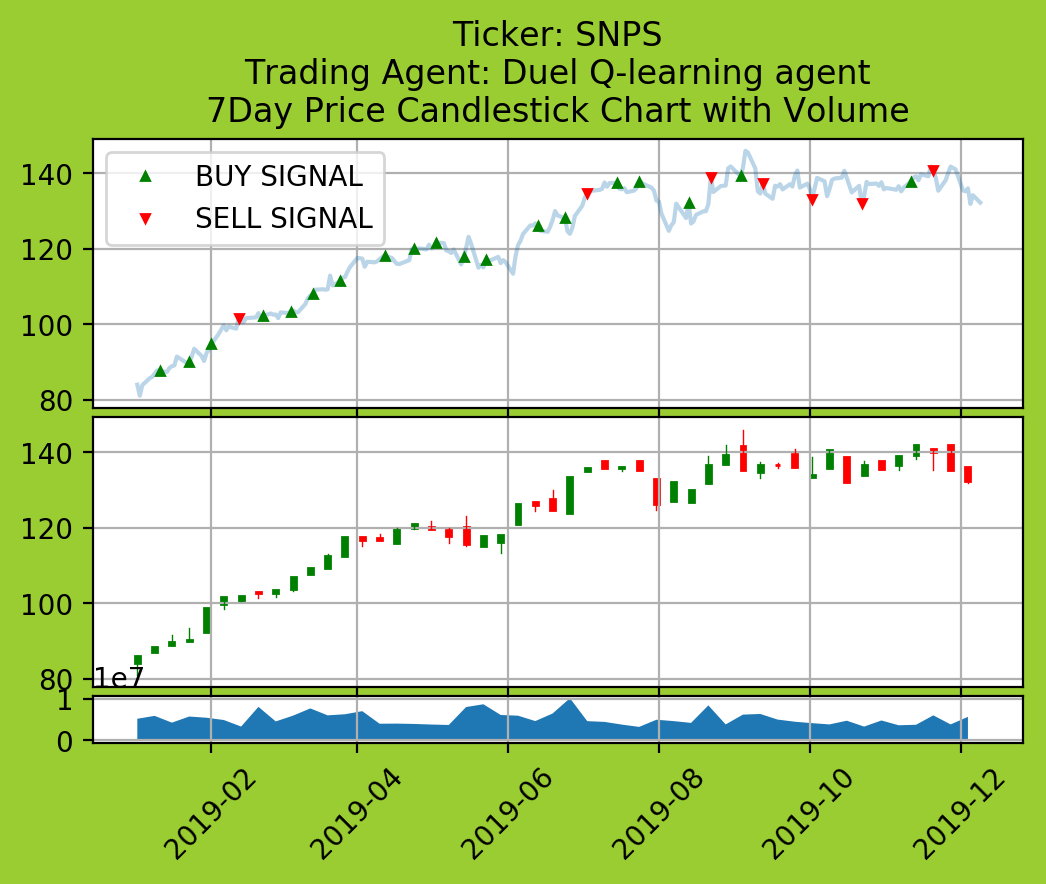 Ticker: SNPS
Trading Agent: Duel Q-learning agent
7Day Price Candlestick Chart with Volume
BUY SIGNAL
SELL SIGNAL
140
120
100
80
140
120
100
80
1e7
1
0
2019-02
2019-04
2019-06
2019-08
2019-10
2019-12